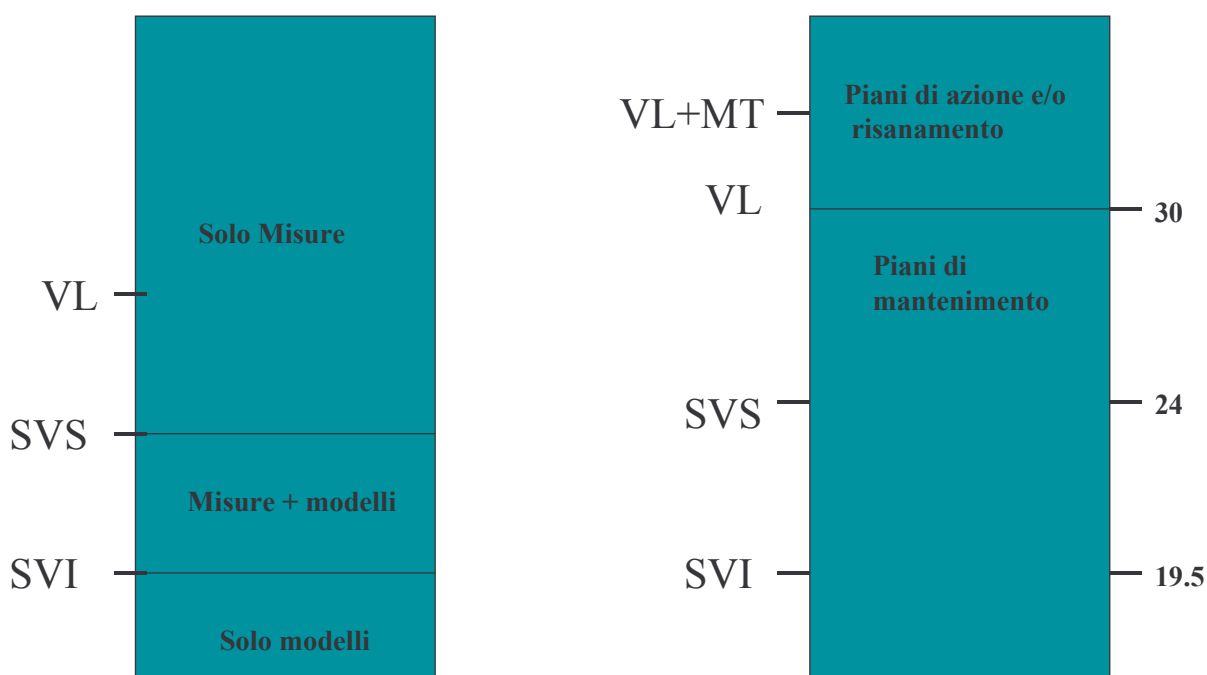 Solo Misure
VL
SVS
Misure + modelli
SVI
Solo modelli
VL+MT
Piani di azione e/o
risanamento
VL
30
Piani di
mantenimento
SVS
24
SVI
19.5